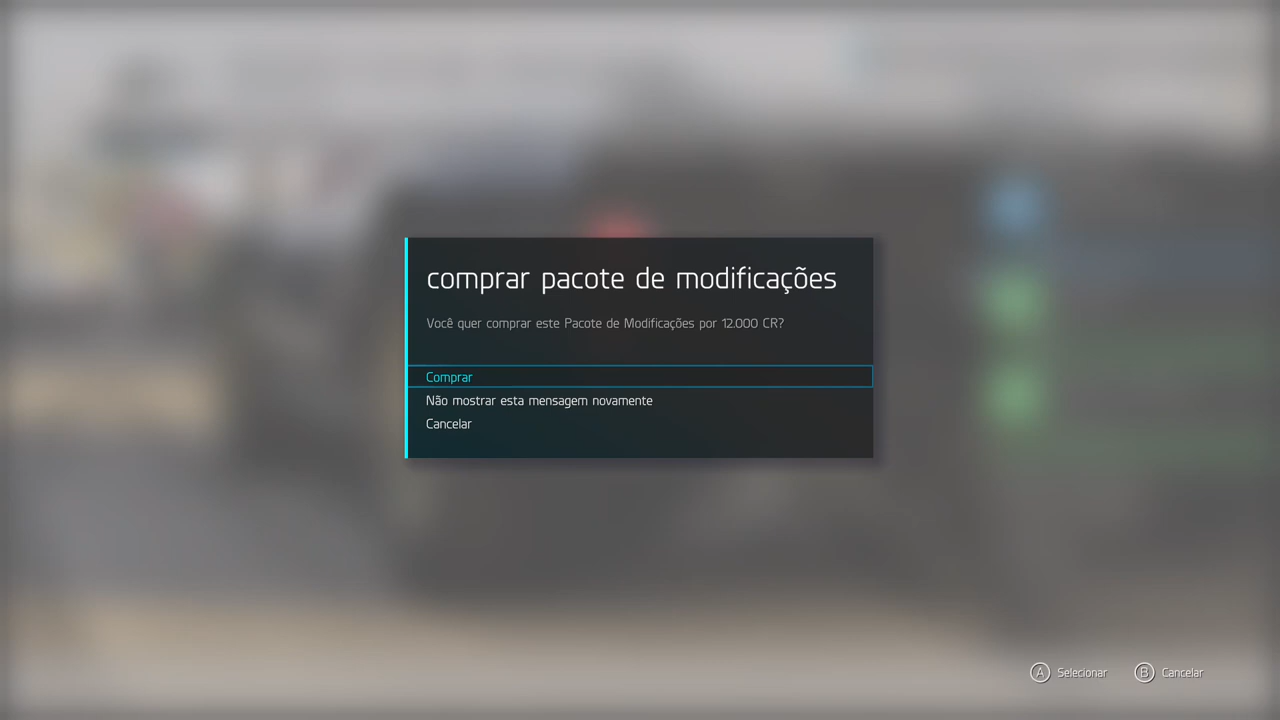 comprar pacote de modificações
Você quer comprar este Pacote de Modificações por 12.000 CR?
Comprar
Não mostrar esta mensagem novamente
Cancelar
A Selecionar B Cancelar